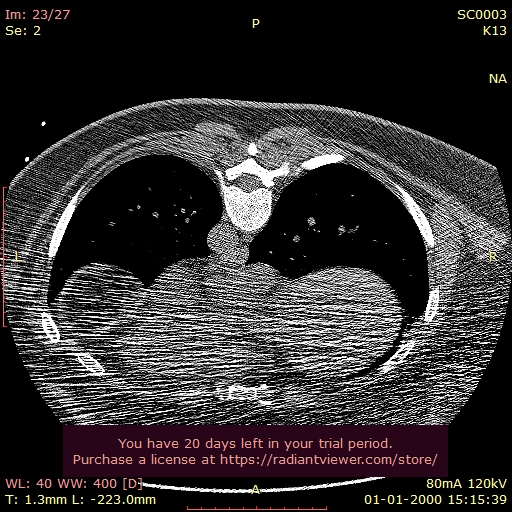 Im: 23/27
Se: 2
P
SC0003
K13
NA
L
R
You have 20 days left in your trial period.
Purchase a license at https://radiantviewer.com/store/
WL: 40 WW: 400 [D]
T: 1.3mm L: -223.0mm
A
80mA 120kV
01-01-2000 15:15:39